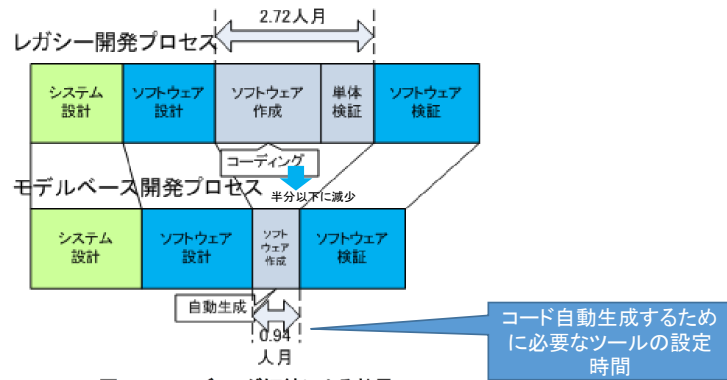 2.72人月
レガシー開発プロセス
システム
設計
ソフトウェア
設計
ソフトウェア
作成
単体
検証
ソフトウェア
検証
コーディング
モデルベース開発プロセス
半分以下に減少
システム
設計
ソフトウェア
設計
ソフト
ウェア
作成
ソフトウェア
検証
自動生成
0.94
人月
コード自動生成するため
に必要なツールの設定
時間